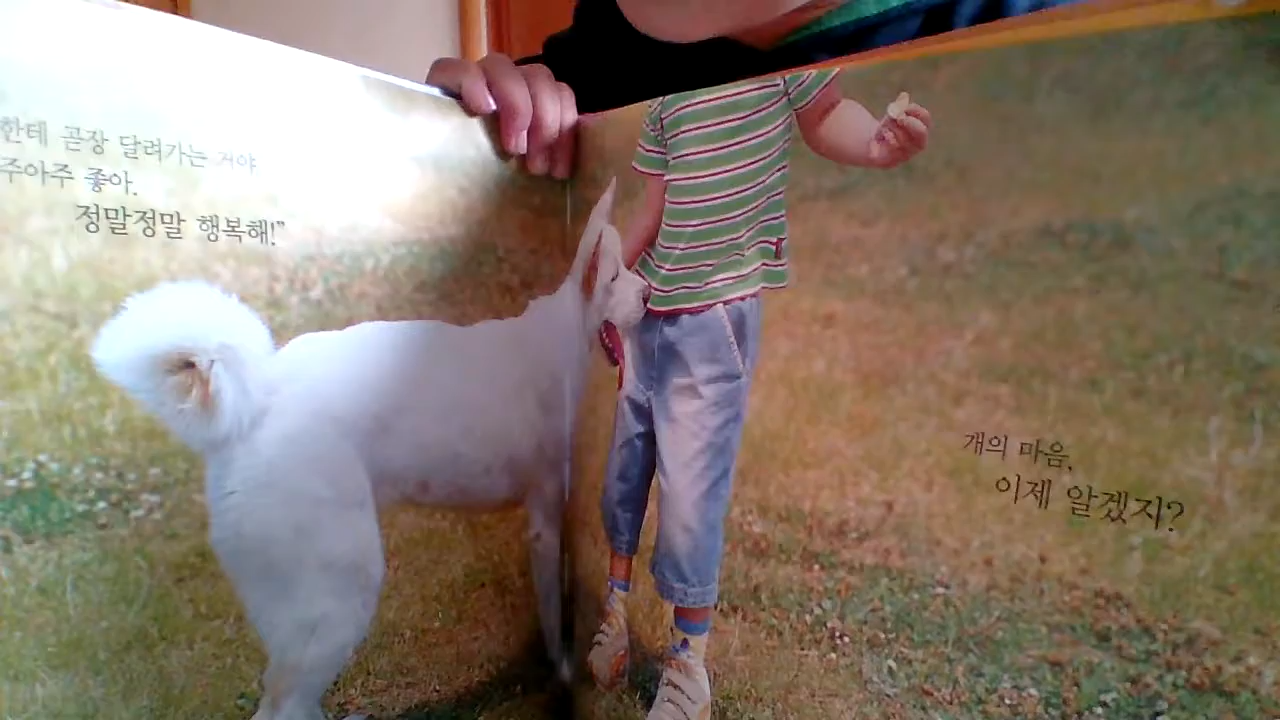 한테 곧장 달려가는 거야
주아주 좋아.
정말정말 행복해!”
개의 마음,
이제 알겠지?